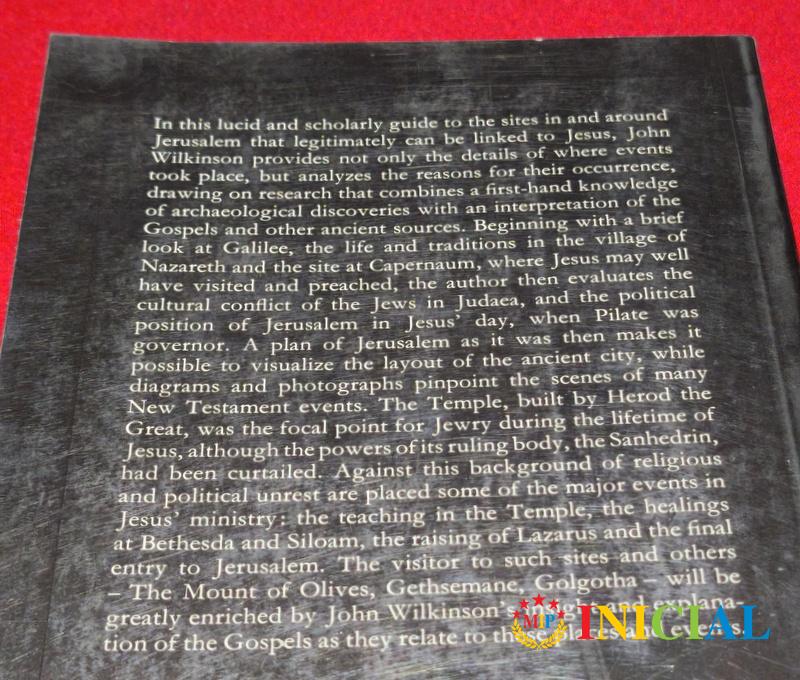 In this lucid and scholarly guide to the sites in and around
Jerusalem that legitimately can be linked to Jesus, John
Wilkinson provides not only the details of where events
took place, but analyzes the reasons for their occurrence,
drawing on research that combines a first-hand knowledge
of archaeological discoveries with an interpretation of the
Gospels and other ancient sources. Beginning with a brief
look at Galilee, the life and traditions in the village of
Nazareth and the site at Capernaum, where Jesus may well
have visited and preached, the author then evaluates the
cultural conflict of the Jews in Judaea, and the political
position of Jerusalem in Jesus' day, when Pilate was
governor. A plan of Jerusalem as it was then makes it
possible to visualize the layout of the ancient city, while
diagrams and photographs pinpoint the scenes of many
New Testament events. The Temple, built by Herod the
Great, was the focal point for Jewry during the lifetime of
Jesus, although the powers of its ruling body, the Sanhedrin,
had been curtailed. Against this background of religious
and political unrest are placed some of the major events in
Jesus' ministry: the teaching in the Temple, the healings
at Bethesda and Siloam, the raising of Lazarus and the final
entry to Jerusalem. The visitor to such sites and others
– The Mount of Olives, Gethsemane, Golgotha – will be
greatly enriched by John Wilkinson's and explana-
tion of the Gospels as they relate to these places and events.
MP INICIAL